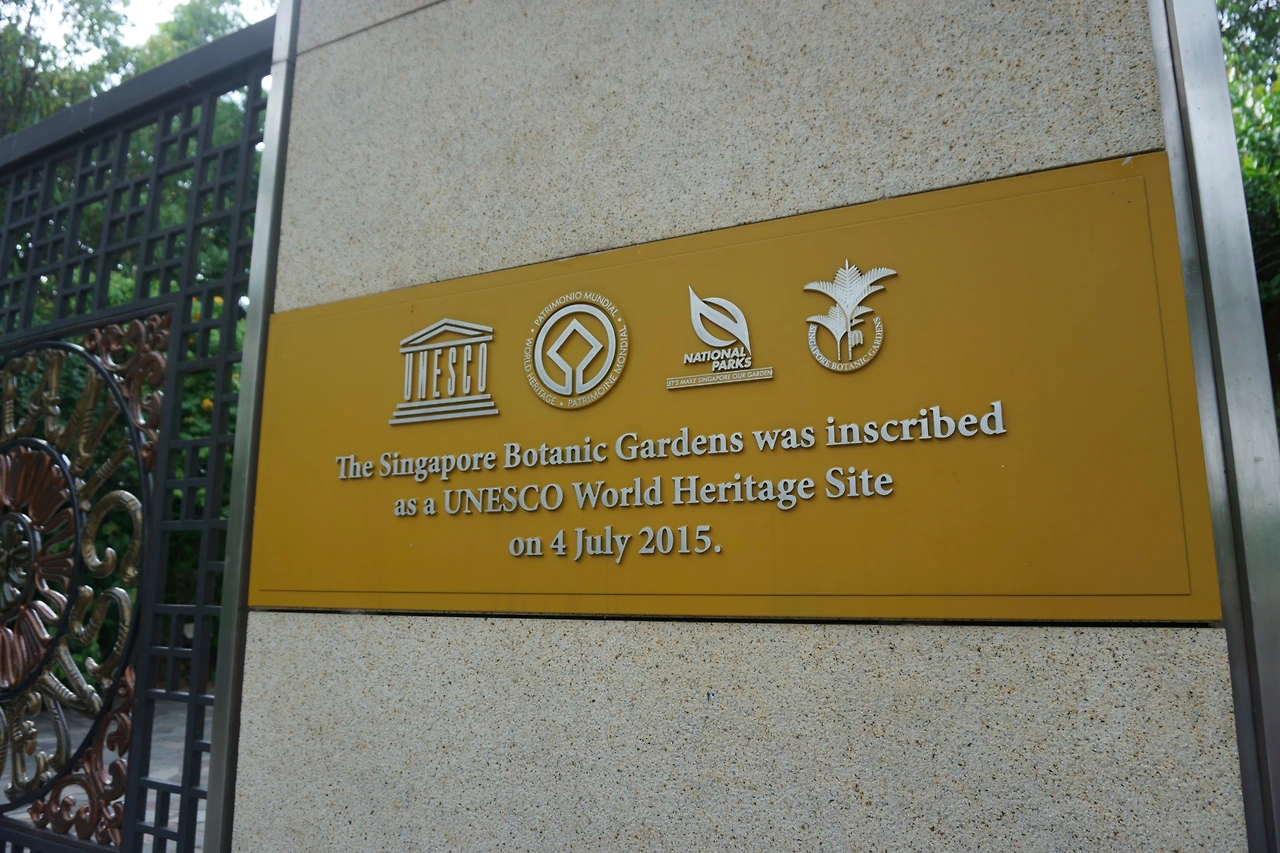 UNESCO
PATRIMONIO MUNDIAL • WORLD HERITAGE • PATRIMOINE MONDIAL •
NATIONAL
PARKS
LET'S MAKE SINGAPORE OUR GARDEN
SINGAPORE BOTANIC GARDENS
The Singapore Botanic Gardens was inscribed
as a UNESCO World Heritage Site
on 4 July 2015.